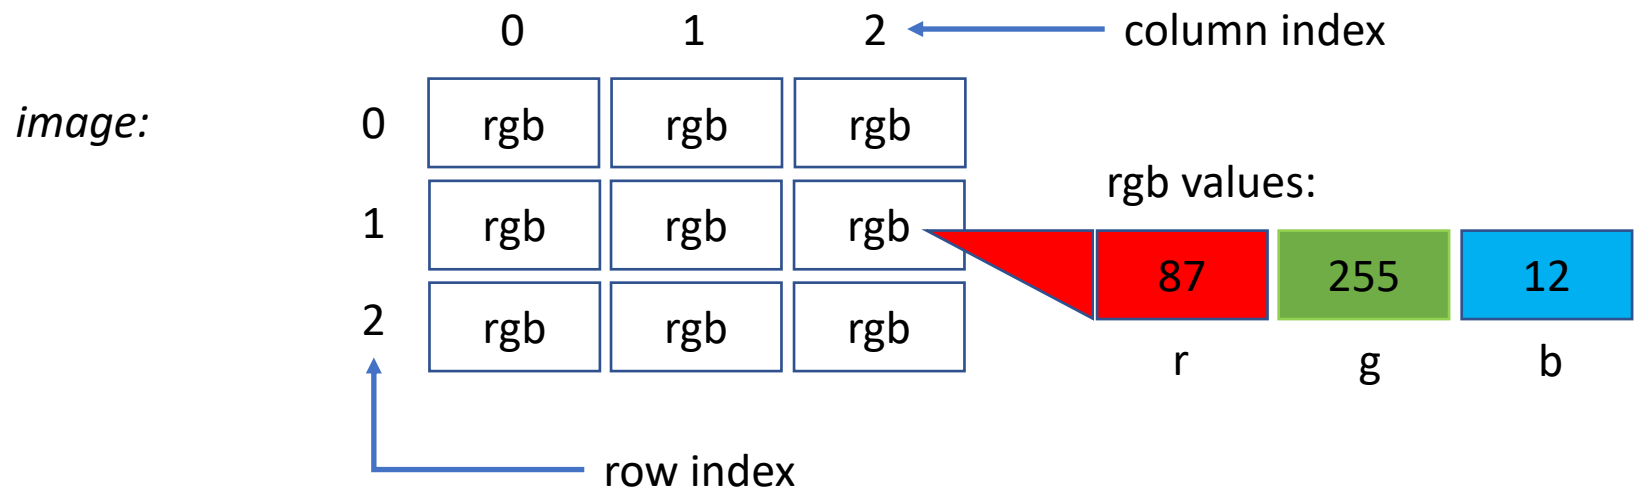 0 1 2 column index
image: 0 rgb rgb rgb
rgb values:
1 rgb rgb rgb
87 255 12
2 rgb rgb rgb
r g b
row index